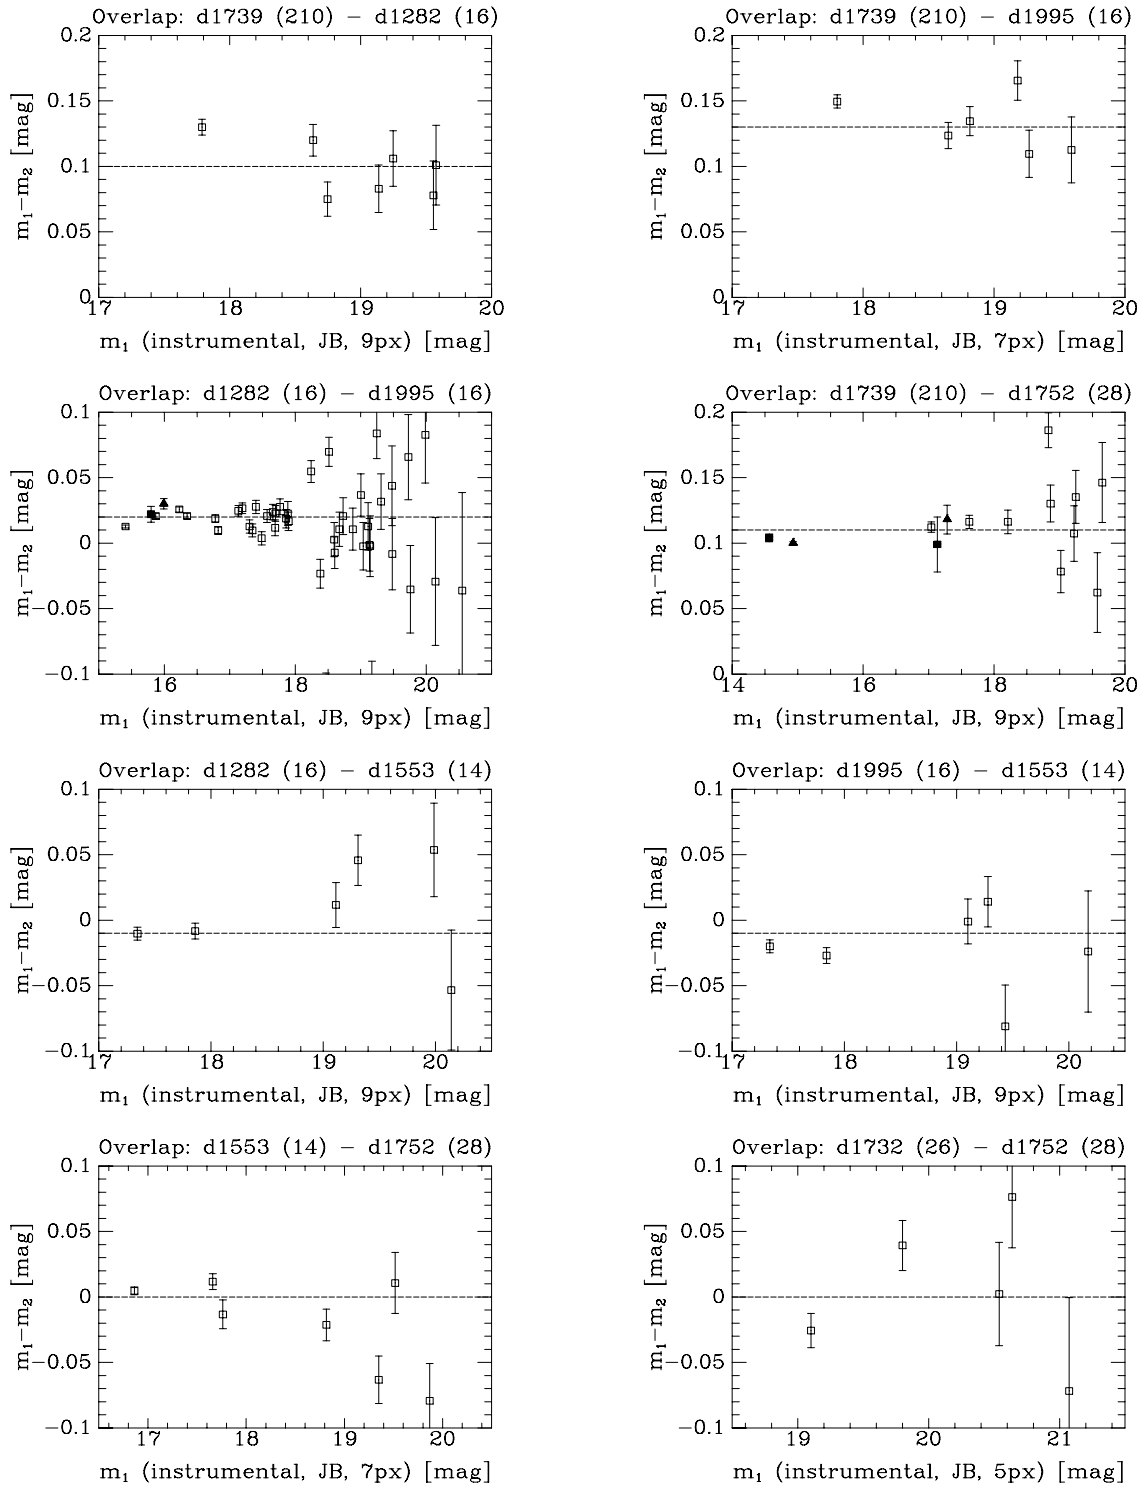 Overlap: d1739 (210) − d1282 (16)
0.2
0.15
0.1
0.05
0
m₁−m₂ [mag]
17 18 19 20
m₁ (instrumental, JB, 9px) [mag]
Overlap: d1739 (210) − d1995 (16)
0.2
0.15
0.1
0.05
0
m₁−m₂ [mag]
17 18 19 20
m₁ (instrumental, JB, 7px) [mag]
Overlap: d1282 (16) − d1995 (16)
0.1
0.05
0
−0.05
−0.1
m₁−m₂ [mag]
16 18 20
m₁ (instrumental, JB, 9px) [mag]
Overlap: d1739 (210) − d1752 (28)
0.2
0.15
0.1
0.05
0
m₁−m₂ [mag]
14 16 18 20
m₁ (instrumental, JB, 9px) [mag]
Overlap: d1282 (16) − d1553 (14)
0.1
0.05
0
−0.05
−0.1
m₁−m₂ [mag]
17 18 19 20
m₁ (instrumental, JB, 9px) [mag]
Overlap: d1995 (16) − d1553 (14)
0.1
0.05
0
−0.05
−0.1
m₁−m₂ [mag]
17 18 19 20
m₁ (instrumental, JB, 9px) [mag]
Overlap: d1553 (14) − d1752 (28)
0.1
0.05
0
−0.05
−0.1
m₁−m₂ [mag]
17 18 19 20
m₁ (instrumental, JB, 7px) [mag]
Overlap: d1732 (26) − d1752 (28)
0.1
0.05
0
−0.05
−0.1
m₁−m₂ [mag]
19 20 21
m₁ (instrumental, JB, 5px) [mag]